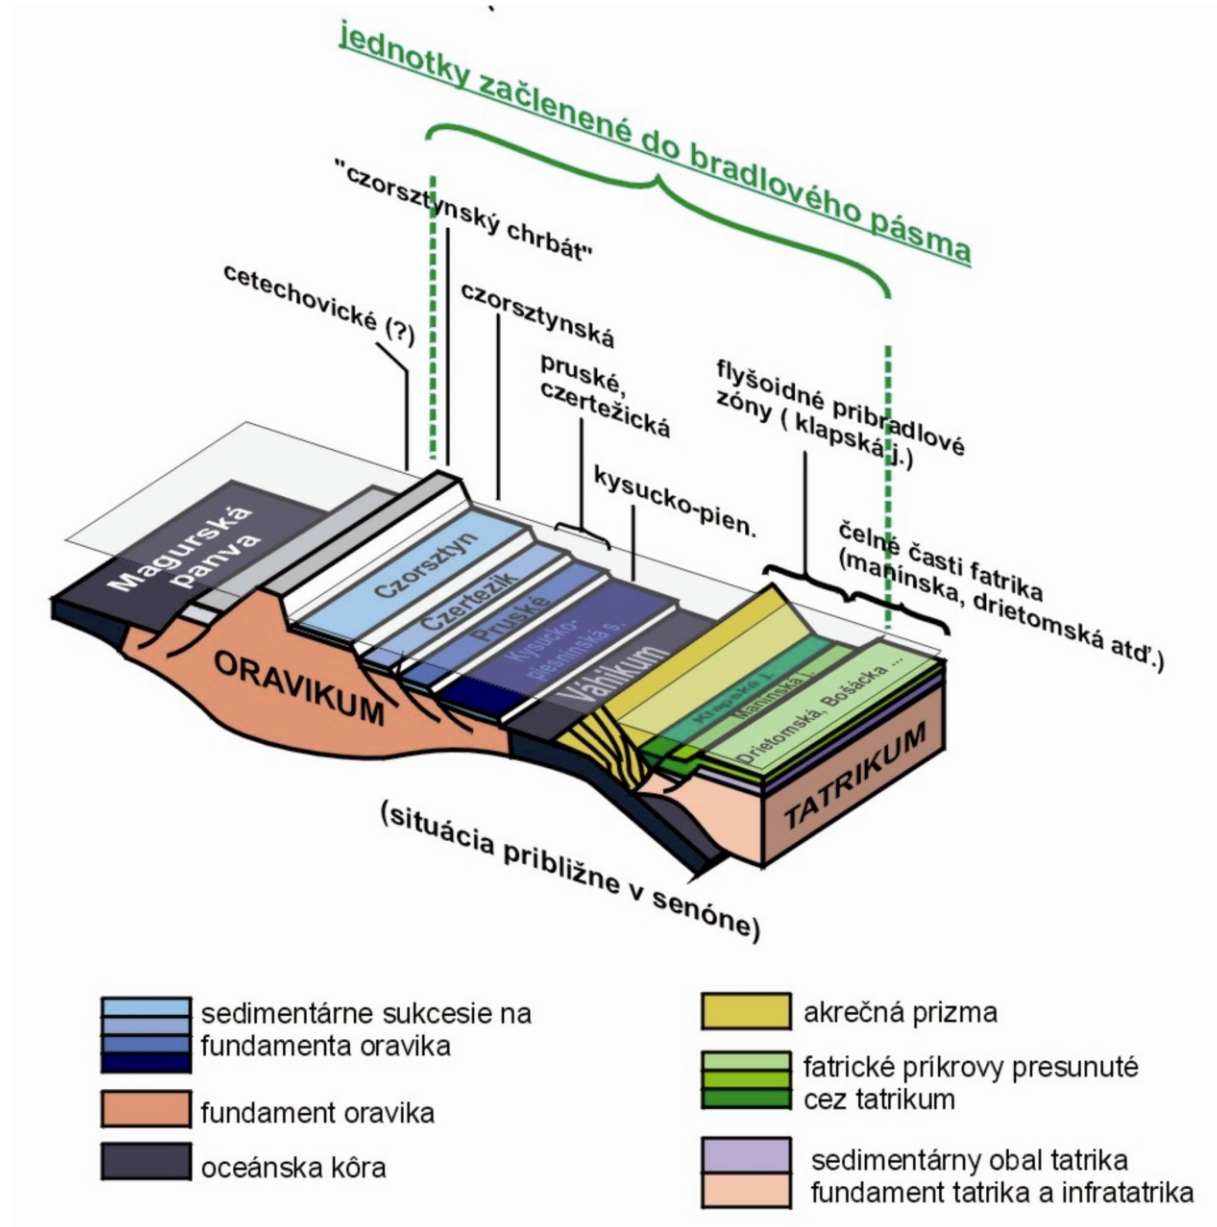 jednotky začlenené do bradlového pásma
"czorsztynský chrbát"
cetechovické (?)
czorsztynská
pruské,
czertežická
kysucko-pien.
flyšoidné pribradlové
zóny ( klapská j.)
čelné časti fatrika
(manínska, drietomská atď.)
Magurská
panva
Czorsztyn
Czertezik
Pruské
Kysucko-
pieninská s.
Váhikum
Klapská j.
Manínska j.
Drietomská, Bošácka ...
ORAVIKUM
TATRIKUM
(situácia približne v senóne)
sedimentárne sukcesie na
fundamenta oravika
fundament oravika
oceánska kôra
akrečná prizma
fatrické príkrovy presunuté
cez tatrikum
sedimentárny obal tatrika
fundament tatrika a infratatrika